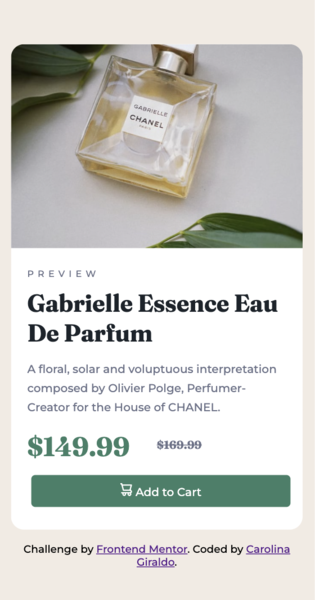 GABRIELLE
CHANEL
PARIS
PREVIEW
Gabrielle Essence Eau
De Parfum
A floral, solar and voluptuous interpretation
composed by Olivier Polge, Perfumer-
Creator for the House of CHANEL.
$149.99 $169.99
Add to Cart
Challenge by Frontend Mentor. Coded by Carolina
Giraldo.